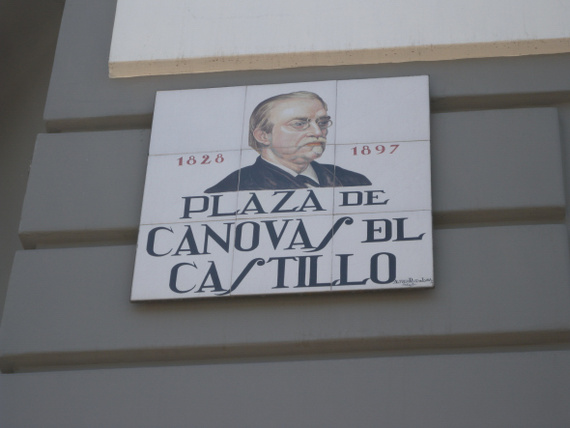 1828 1897
PLAZA DE
CANOVAS DEL
CASTILLO